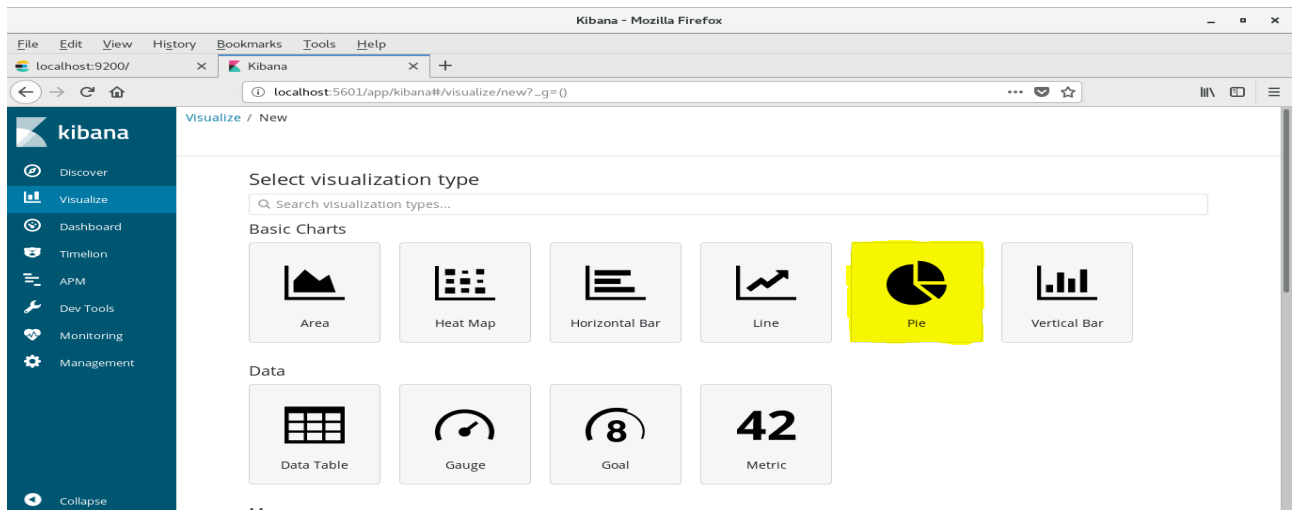 Kibana - Mozilla Firefox
File Edit View History Bookmarks Tools Help
localhost:9200/
Kibana
localhost:5601/app/kibana#/visualize/new?_g=()
kibana
Discover
Visualize
Dashboard
Timelion
APM
Dev Tools
Monitoring
Management
Collapse
Visualize / New
Select visualization type
Search visualization types...
Basic Charts
Area
Heat Map
Horizontal Bar
Line
Pie
Vertical Bar
Data
Data Table
Gauge
8
Goal
42
Metric